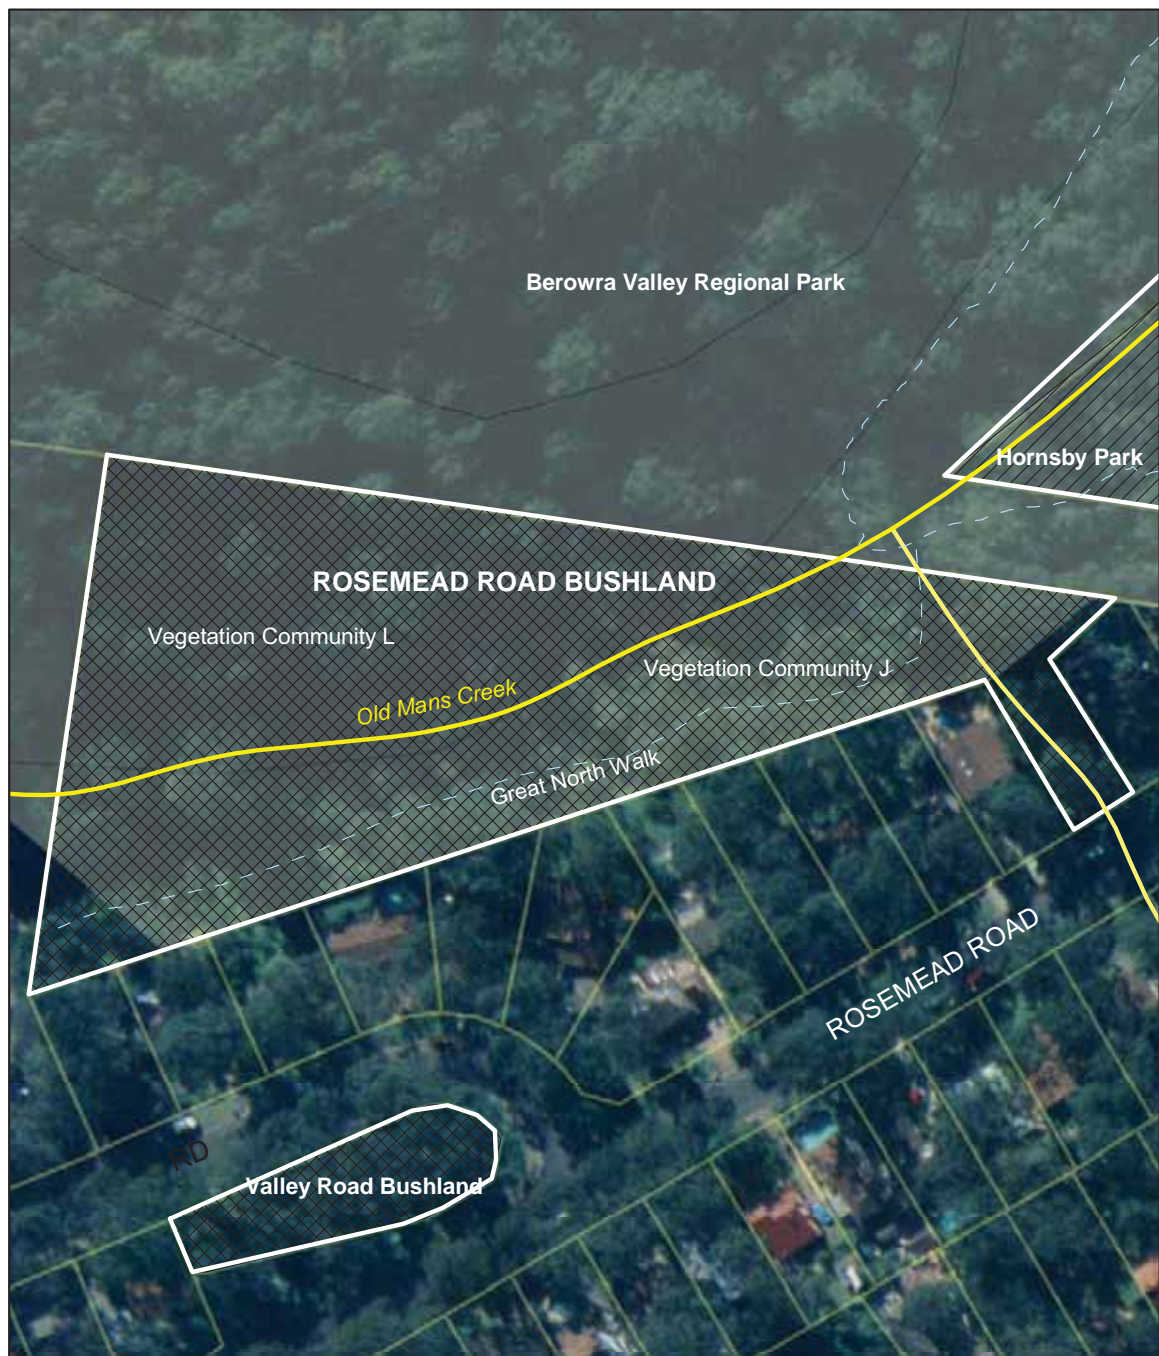 Berowra Valley Regional Park
Hornsby Park
ROSEMEAD ROAD BUSHLAND
Vegetation Community L
Vegetation Community J
Old Mans Creek
Great North Walk
ROSEMEAD ROAD
RD
Valley Road Bushland